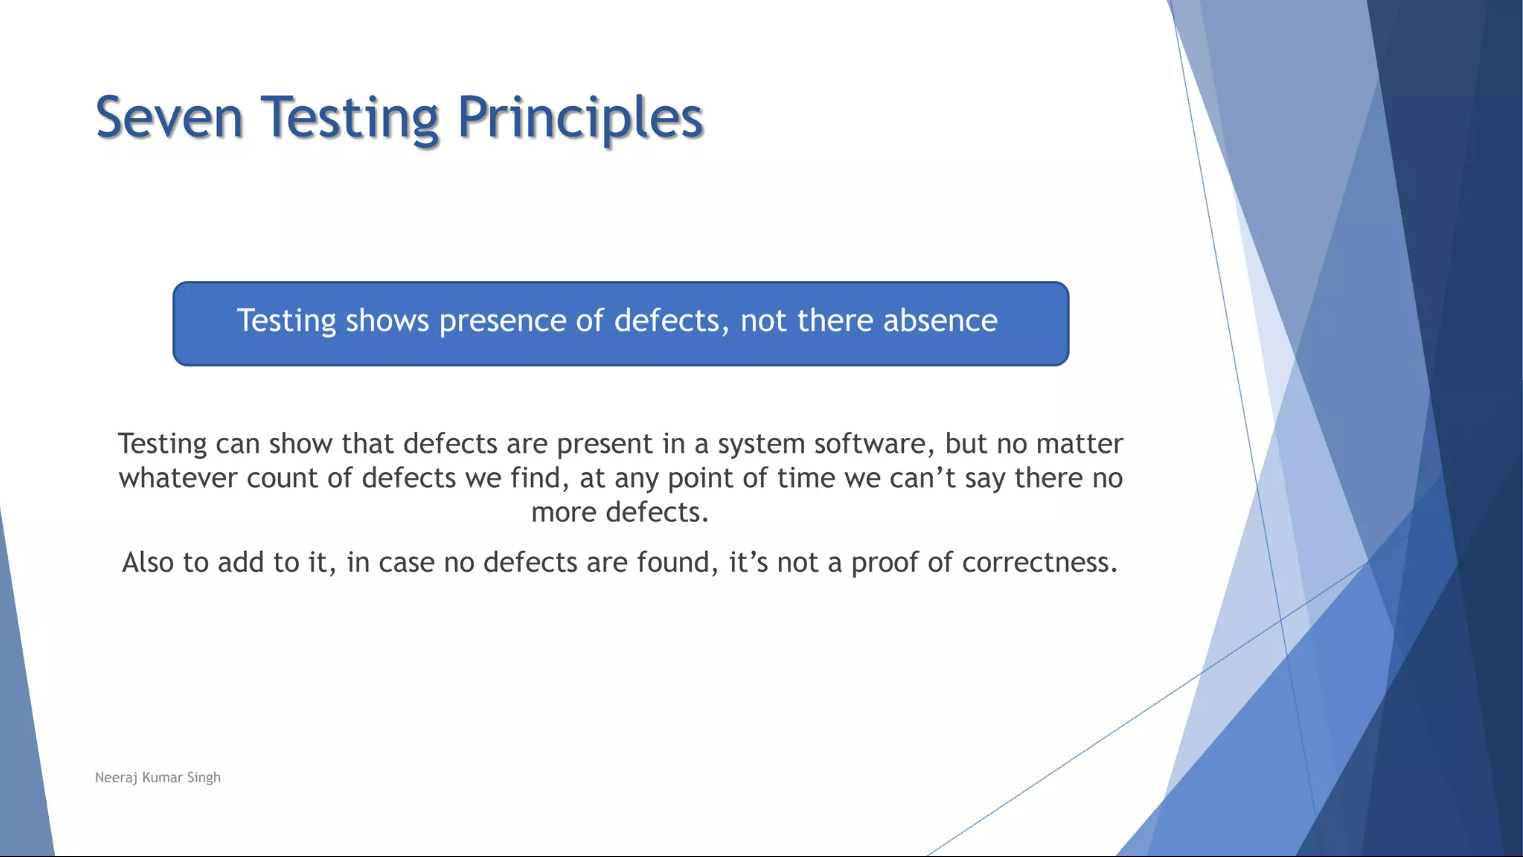 Seven Testing Principles
Testing shows presence of defects, not there absence
Testing can show that defects are present in a system software, but no matter
whatever count of defects we find, at any point of time we can’t say there no
more defects.
Also to add to it, in case no defects are found, it’s not a proof of correctness.
Neeraj Kumar Singh